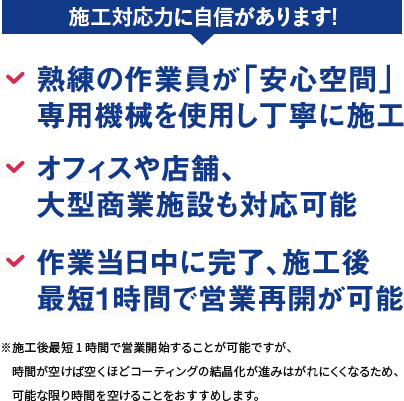 施工対応力に自信があります!
熟練の作業員が「安心空間」
専用機械を使用し丁寧に施工
オフィスや店舗、
大型商業施設も対応可能
作業当日中に完了、施工後
最短1時間で営業再開が可能
※施工後最短1時間で営業開始することが可能ですが、
時間が空けば空くほどコーティングの結晶化が進みはがれにくくなるため、
可能な限り時間を空けることをおすすめします。